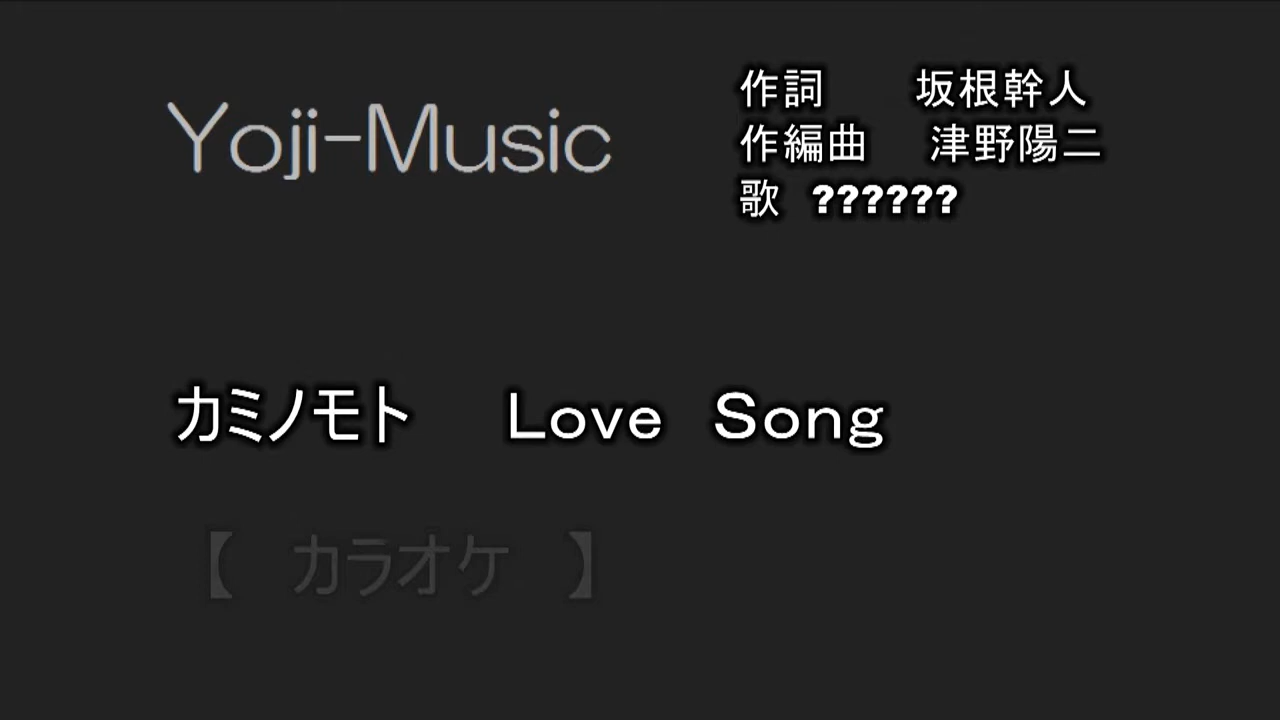 Yoji-Music
作詞 坂根幹人
作編曲 津野陽二
歌 ??????
カミノモト Love Song
【 カラオケ 】